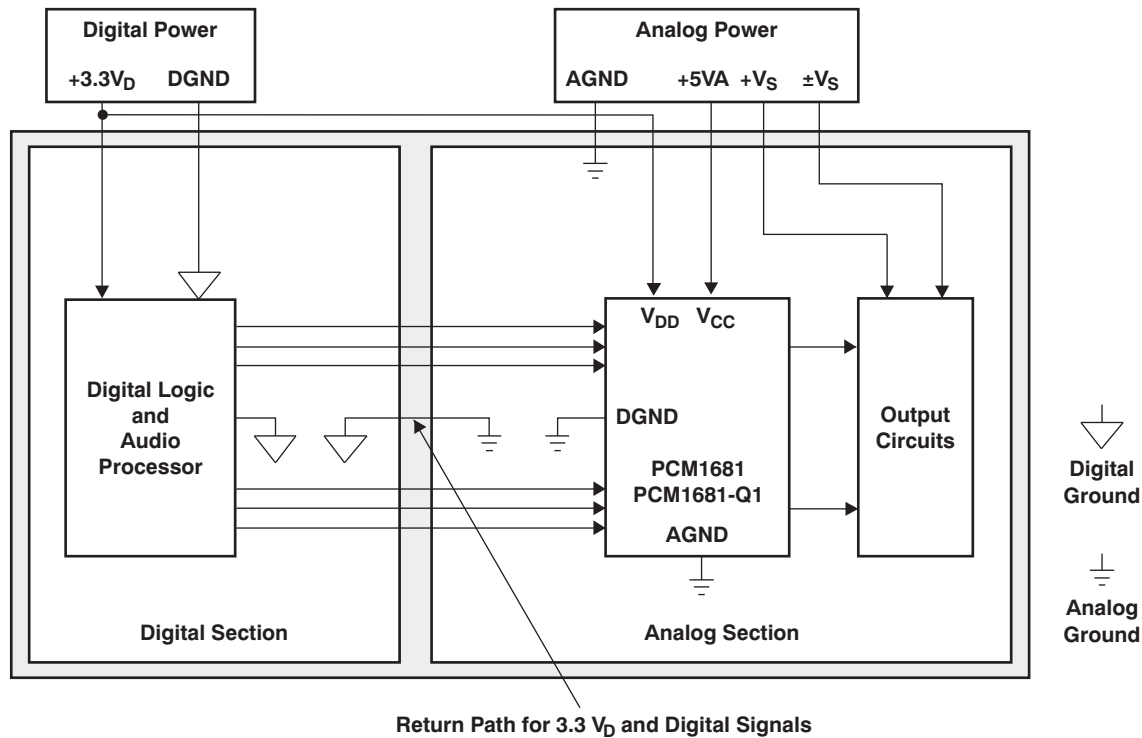 Digital Power
+3.3VD DGND
Analog Power
AGND +5VA +VS ±VS
VDD VCC
Digital Logic
and
Audio
Processor
DGND
PCM1681
PCM1681-Q1
AGND
Output
Circuits
Digital
Ground
Analog
Ground
Digital Section
Analog Section
Return Path for 3.3 VD and Digital Signals